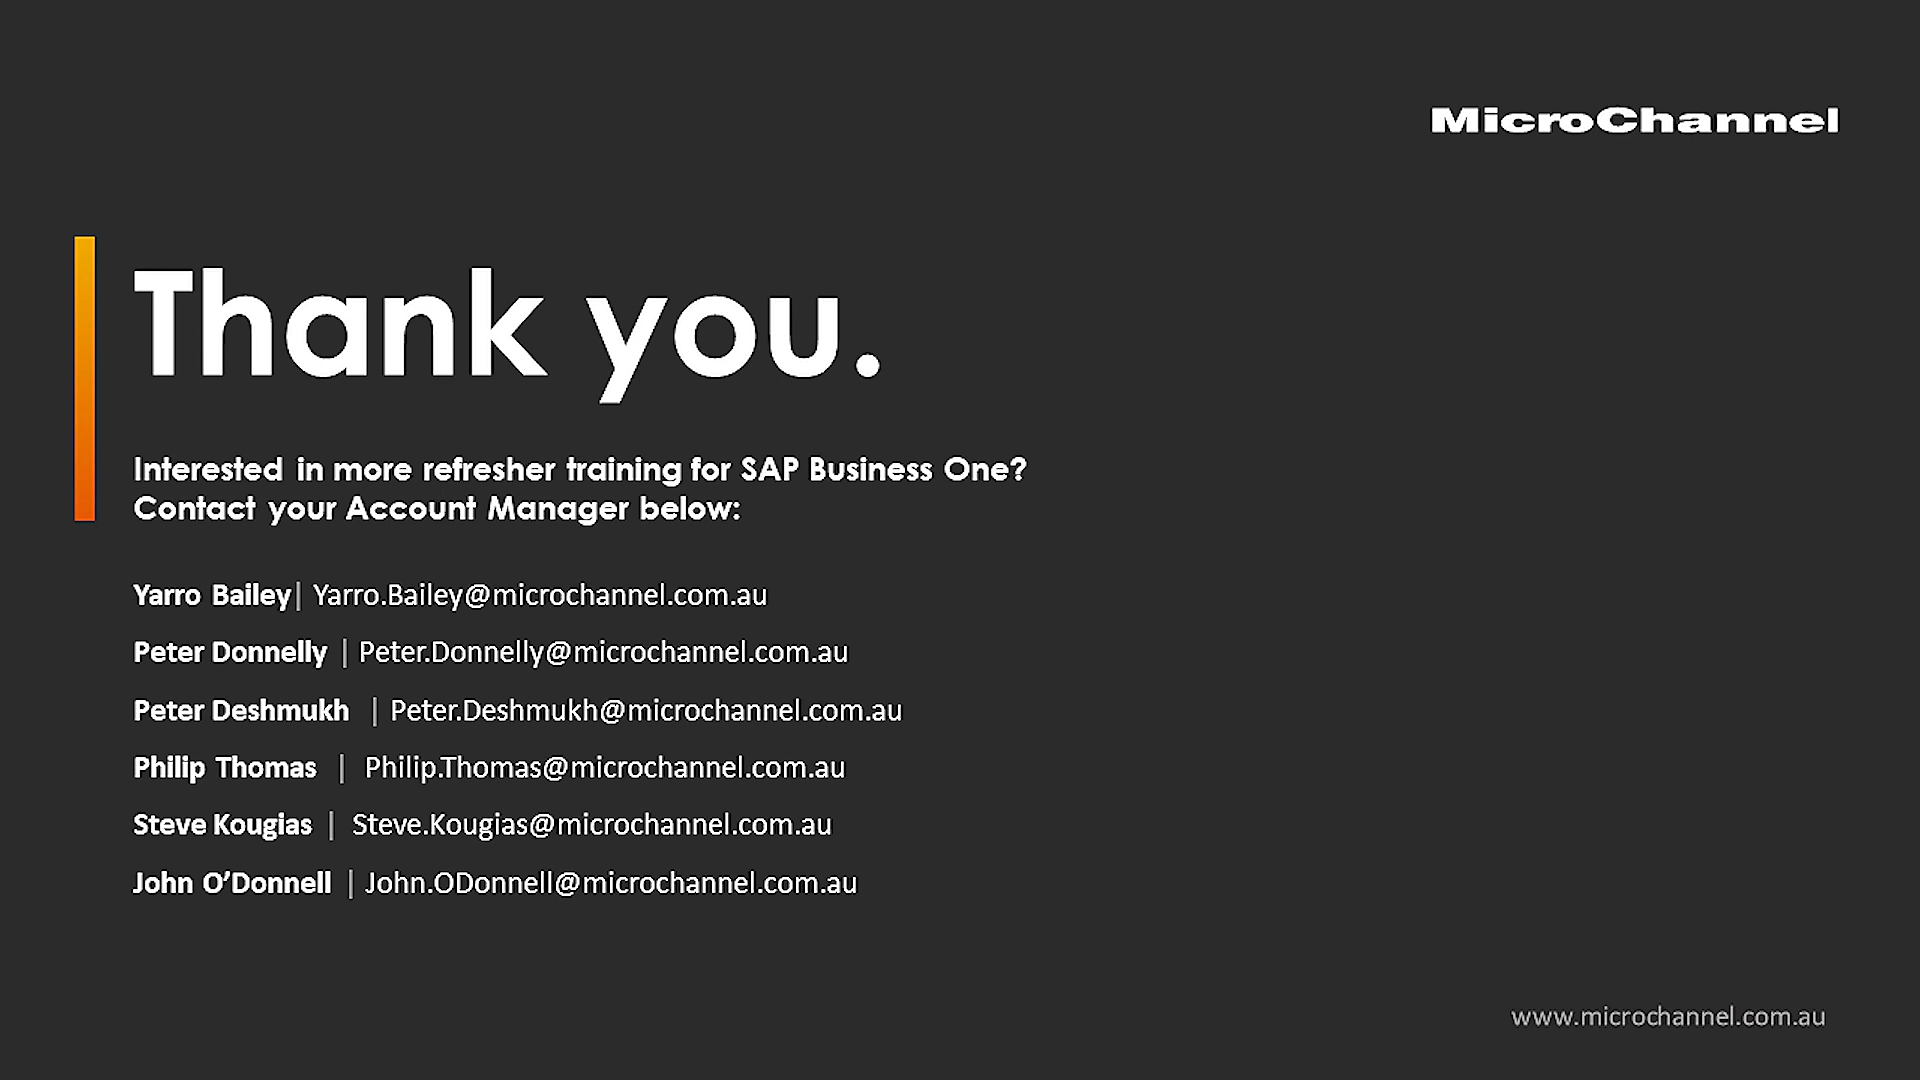 MicroChannel
Thank you.
Interested in more refresher training for SAP Business One?
Contact your Account Manager below:
Yarro Bailey| Yarro.Bailey@microchannel.com.au
Peter Donnelly | Peter.Donnelly@microchannel.com.au
Peter Deshmukh | Peter.Deshmukh@microchannel.com.au
Philip Thomas | Philip.Thomas@microchannel.com.au
Steve Kougias | Steve.Kougias@microchannel.com.au
John O’Donnell | John.ODonnell@microchannel.com.au
www.microchannel.com.au